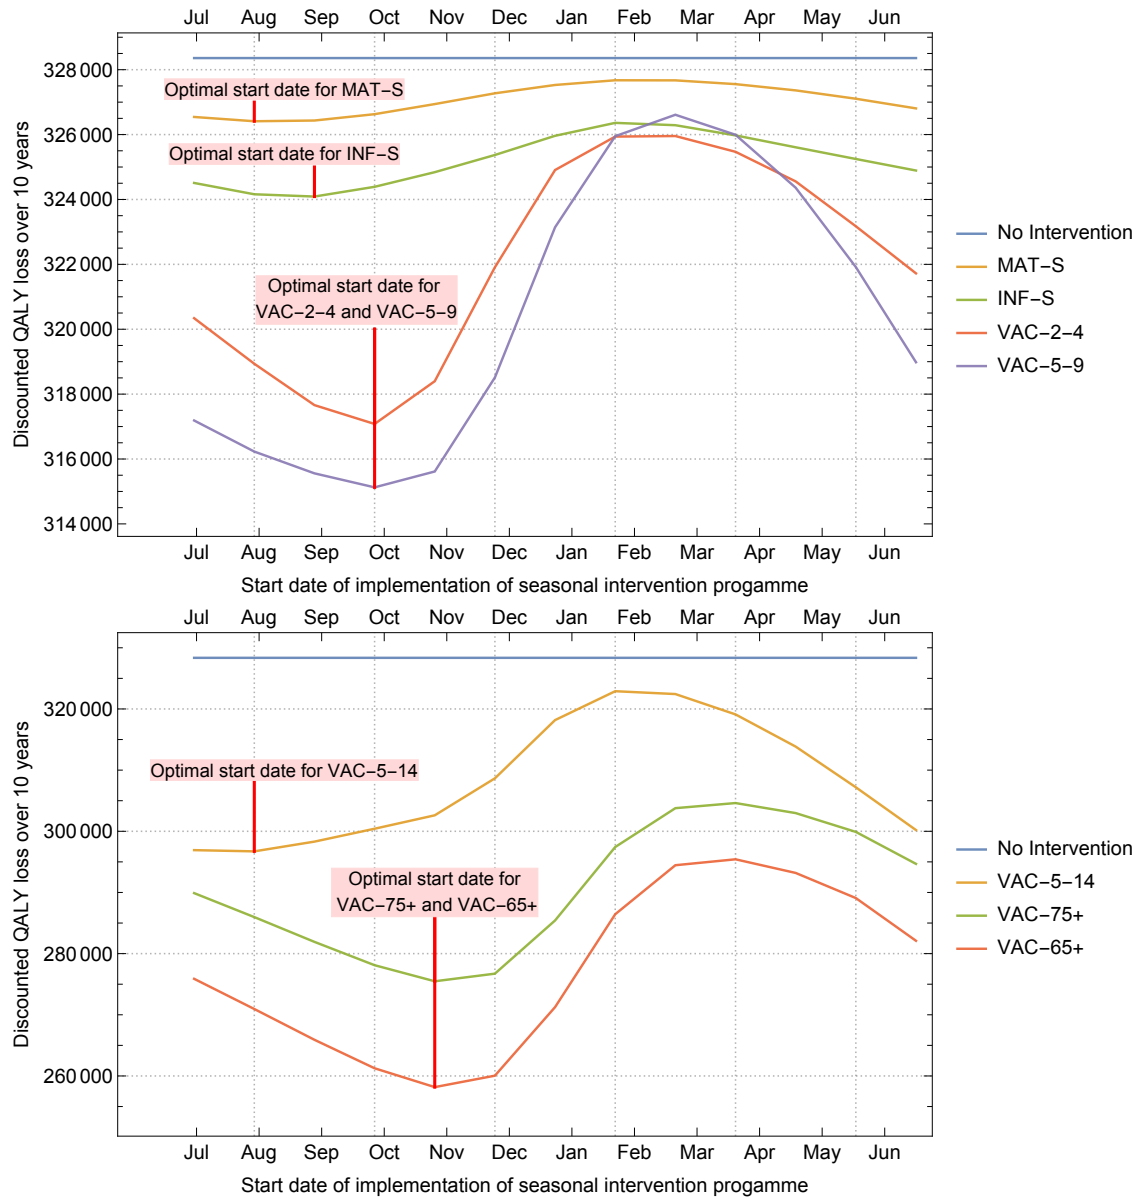 Jul Aug Sep Oct Nov Dec Jan Feb Mar Apr May Jun
328 000
326 000
324 000
322 000
320 000
318 000
316 000
314 000
Discounted QALY loss over 10 years
Optimal start date for MAT-S
Optimal start date for INF-S
Optimal start date for
VAC-2-4 and VAC-5-9
No Intervention
MAT-S
INF-S
VAC-2-4
VAC-5-9
Jul Aug Sep Oct Nov Dec Jan Feb Mar Apr May Jun
Start date of implementation of seasonal intervention progamme
Jul Aug Sep Oct Nov Dec Jan Feb Mar Apr May Jun
320 000
300 000
280 000
260 000
Discounted QALY loss over 10 years
Optimal start date for VAC-5-14
Optimal start date for
VAC-75+ and VAC-65+
No Intervention
VAC-5-14
VAC-75+
VAC-65+
Jul Aug Sep Oct Nov Dec Jan Feb Mar Apr May Jun
Start date of implementation of seasonal intervention progamme